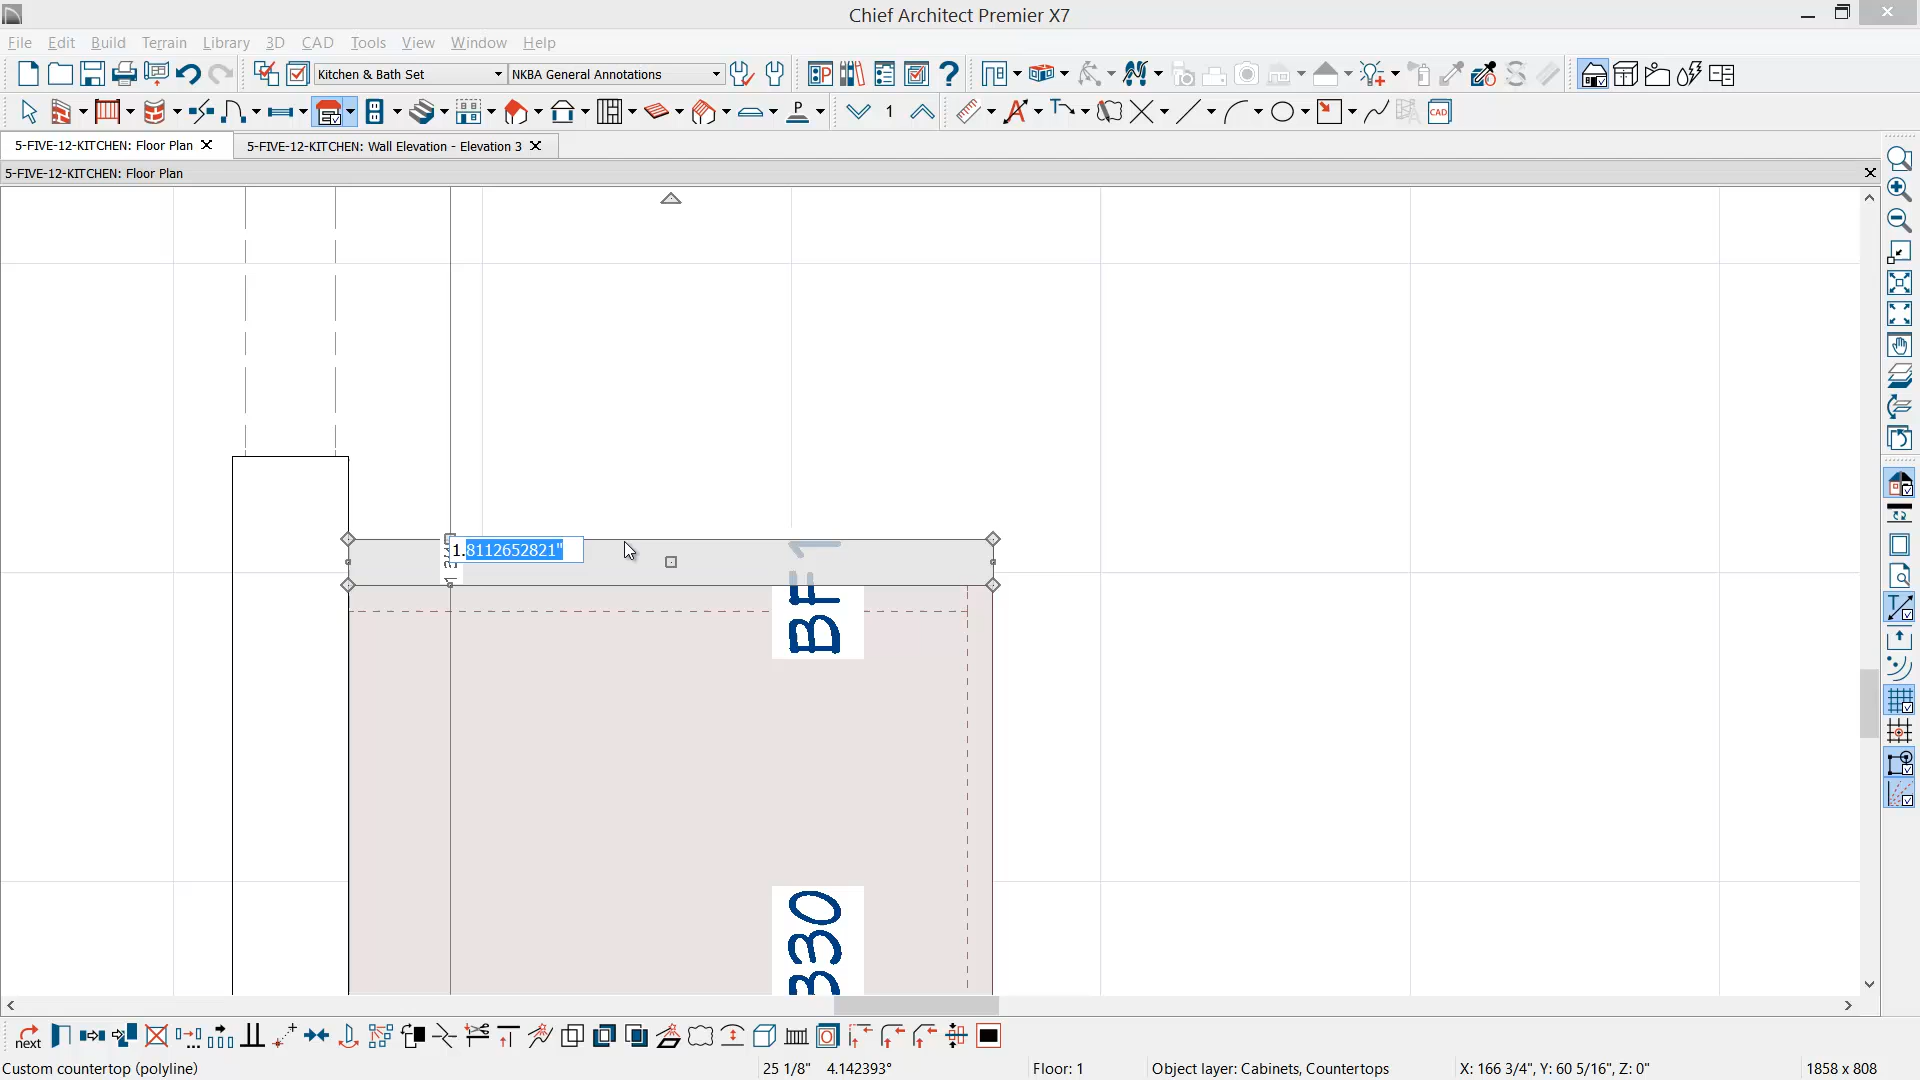 Chief Architect Premier X7
File Edit Build Terrain Library 3D CAD Tools View Window Help
Kitchen & Bath Set NKBA General Annotations
1
CAD
5-FIVE-12-KITCHEN: Floor Plan 5-FIVE-12-KITCHEN: Wall Elevation - Elevation 3
5-FIVE-12-KITCHEN: Floor Plan
1.8112652821"
BF1
B30
next
Custom countertop (polyline) 25 1/8" 4.142393° Floor: 1 Object layer: Cabinets, Countertops X: 166 3/4", Y: 60 5/16", Z: 0" 1858 x 808